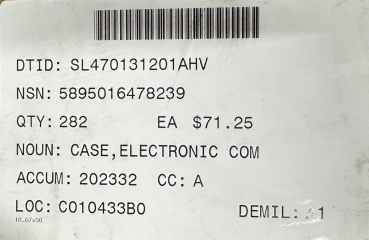 DTID: SL470131201AHV
NSN: 5895016478239
QTY: 282 EA $71.25
NOUN: CASE,ELECTRONIC COM
ACCUM: 202332 CC: A
LOC: C010433B0
DEMIL: 1